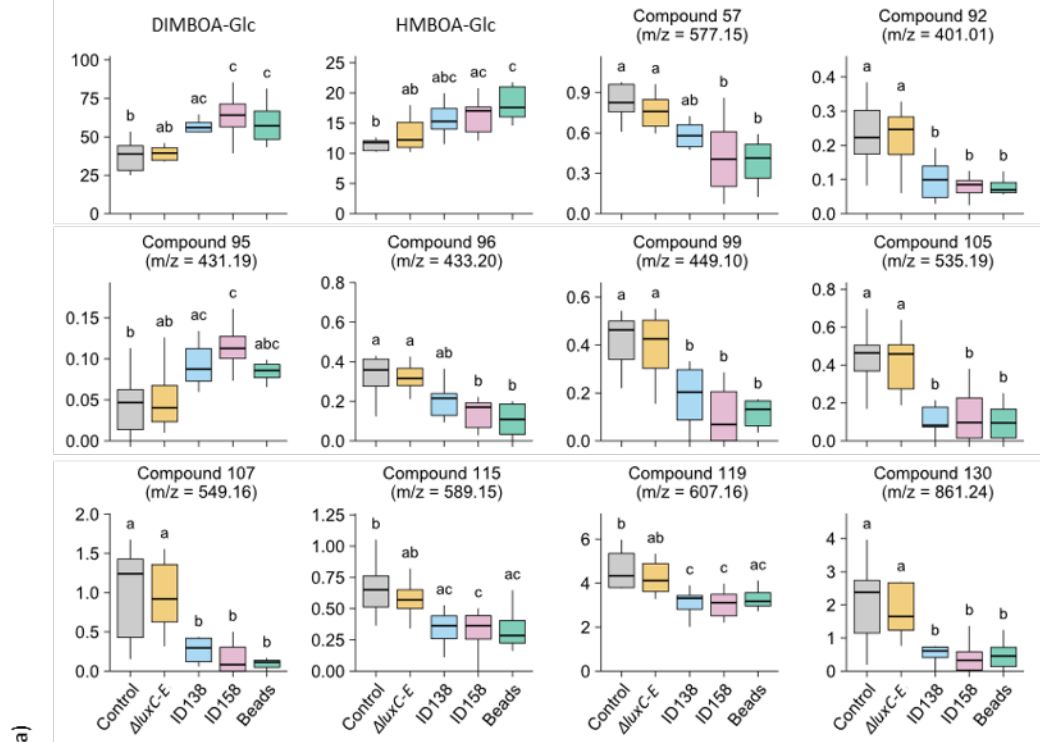 DIMBOA-Glc
HMBOA-Glc
Compound 57
(m/z = 577.15)
Compound 92
(m/z = 401.01)
100
75
50
25
0
b
ab
ac
c
c
25
20
15
10
5
0
b
ab
abc
ac
c
0.9
0.6
0.3
0.0
a
a
ab
b
b
0.4
0.3
0.2
0.1
0.0
a
a
b
b
b
Compound 95
(m/z = 431.19)
Compound 96
(m/z = 433.20)
Compound 99
(m/z = 449.10)
Compound 105
(m/z = 535.19)
0.15
0.10
0.05
0.00
b
ab
ac
c
abc
0.8
0.6
0.4
0.2
0.0
a
a
ab
b
b
0.6
0.4
0.2
0.0
a
a
b
b
b
0.8
0.6
0.4
0.2
0.0
a
a
b
b
b
Compound 107
(m/z = 549.16)
Compound 115
(m/z = 589.15)
Compound 119
(m/z = 607.16)
Compound 130
(m/z = 861.24)
2.0
1.5
1.0
0.5
0.0
a
a
b
b
b
1.25
1.00
0.75
0.50
0.25
0.00
b
ab
ac
c
ac
6
4
2
0
b
ab
c
c
ac
4
3
2
1
0
a
a
b
b
b
Control
ΔluxC-E
ID138
ID158
Beads
Control
ΔluxC-E
ID138
ID158
Beads
Control
ΔluxC-E
ID138
ID158
Beads
Control
ΔluxC-E
ID138
ID158
Beads
a)